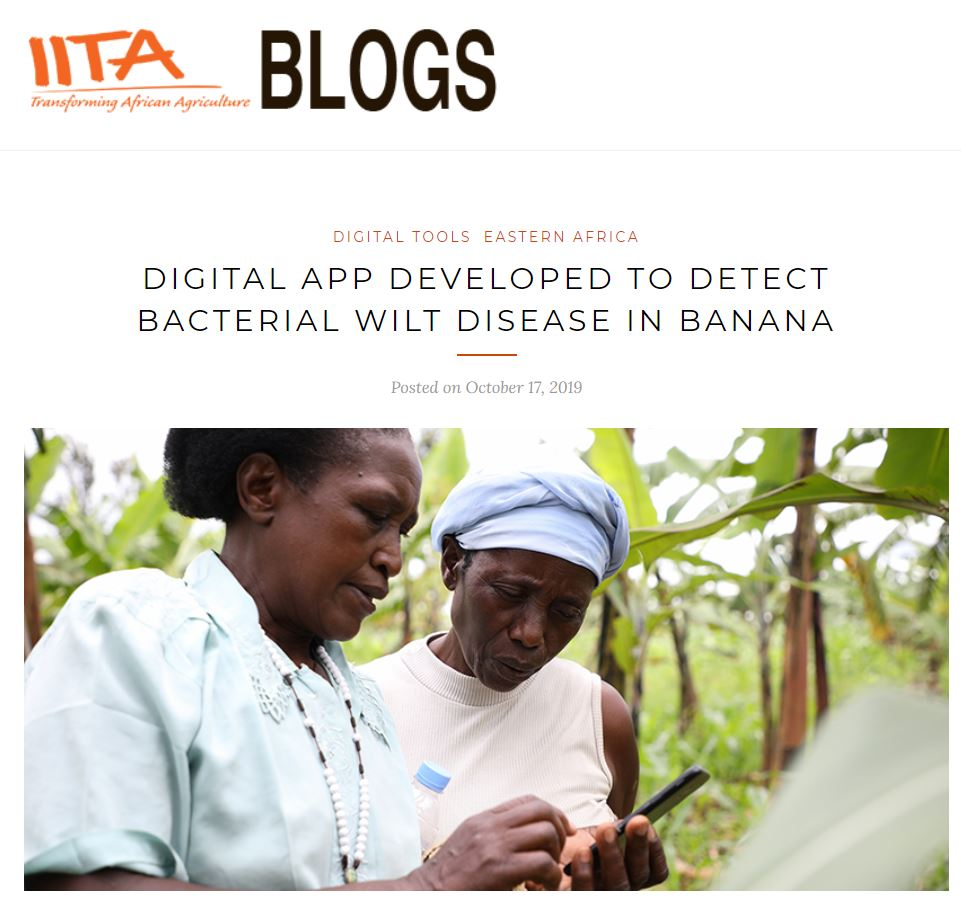 IITA BLOGS
Transforming African Agriculture
DIGITAL TOOLS EASTERN AFRICA
DIGITAL APP DEVELOPED TO DETECT
BACTERIAL WILT DISEASE IN BANANA
Posted on October 17, 2019